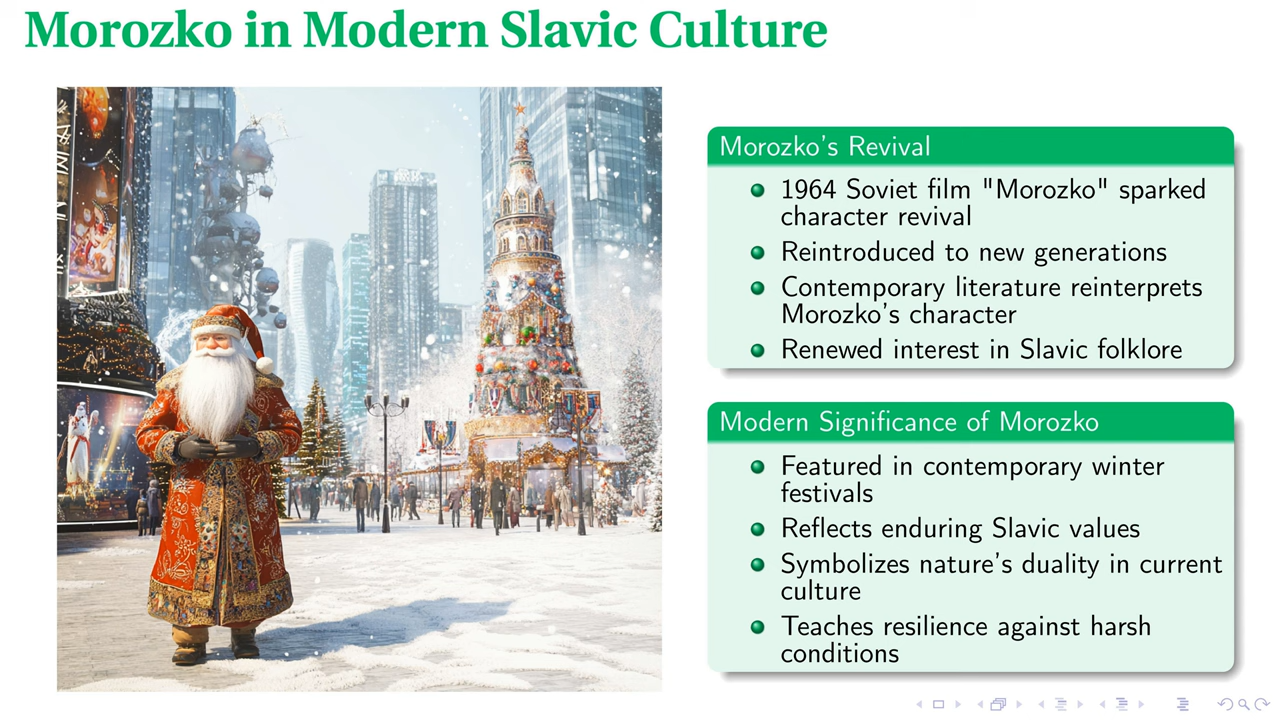 Morozko in Modern Slavic Culture
Morozko's Revival
1964 Soviet film "Morozko" sparked
character revival
Reintroduced to new generations
Contemporary literature reinterprets
Morozko's character
Renewed interest in Slavic folklore
Modern Significance of Morozko
Featured in contemporary winter
festivals
Reflects enduring Slavic values
Symbolizes nature's duality in current
culture
Teaches resilience against harsh
conditions